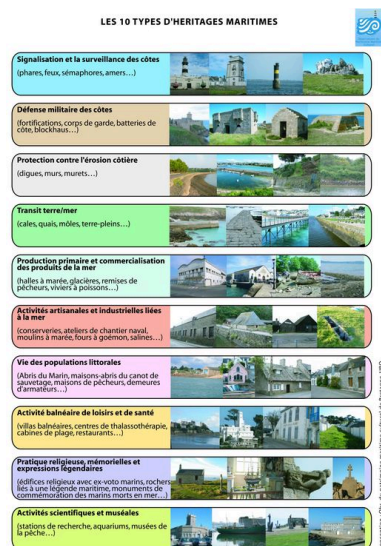 LES 10 TYPES D'HERITAGES MARITIMES
Signalisation et la surveillance des côtes
(phares, feux, sémaphores, amers…)
Défense militaire des côtes
(fortifications, corps de garde, batteries de
côte, blockhaus…)
Protection contre l'érosion côtière
(digues, murs, murets…)
Transit terre/mer
(cales, quais, môles, terre-pleins…)
Production primaire et commercialisation
des produits de la mer
(halles à marée, glacières, remises de
pêcheurs, viviers à poissons…)
Activités artisanales et industrielles liées
à la mer
(conserveries, ateliers de chantier naval,
moulins à marée, fours à goémon, salines…)
Vie des populations littorales
(Abris du Marin, maisons-abris du canot de
sauvetage, maisons de pêcheurs, demeures
d'armateurs…)
Activité balnéaire de loisirs et de santé
(villas balnéaires, centres de thalassothérapie,
cabines de plage, restaurants…)
Pratique religieuse, mémorielles et
expressions légendaires
(édifices religieux avec ex-voto marins, rochers
liés à une légende maritime, monuments de
commémoration des marins morts en mer…)
Activités scientifiques et muséales
(stations de recherche, aquariums, musées de
la pêche…)